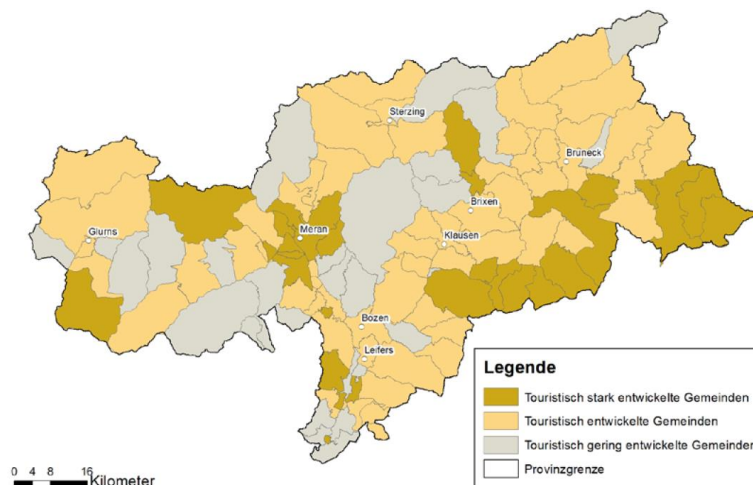 Sterzing
Bruneck
Glurns
Brixen
Meran
Klausen
Bozen
Leifers
Legende
Touristisch stark entwickelte Gemeinden
Touristisch entwickelte Gemeinden
Touristisch gering entwickelte Gemeinden
Provinzgrenze
0 4 8 16
Kilometer